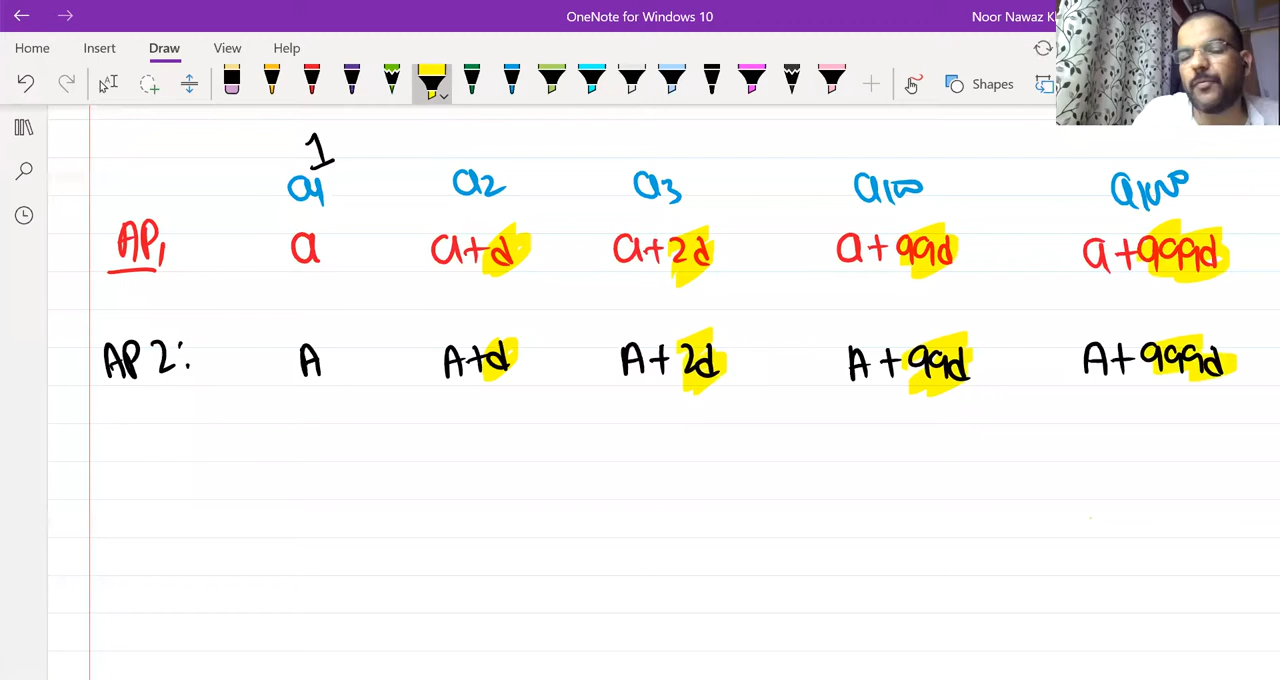 OneNote for Windows 10
Noor Nawaz K
Home Insert Draw View Help
Shapes
1
a1 a2 a3 a100 a1000
AP1 a a+d a+2d a+99d a+999d
AP 2: A A+d A+2d A+99d A+999d